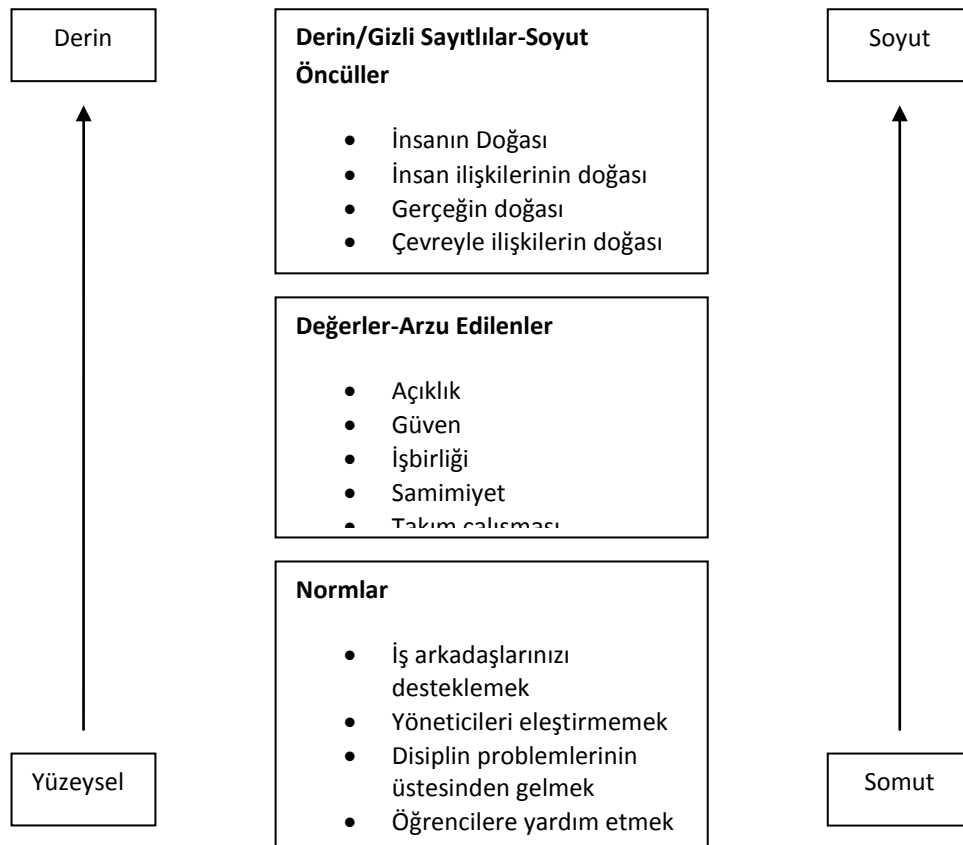 Derin
Derin/Gizli Sayıtlılar-Soyut
Öncüller
• İnsanın Doğası
• İnsan ilişkilerinin doğası
• Gerçeğin doğası
• Çevreyle ilişkilerin doğası
Soyut
Değerler-Arzu Edilenler
• Açıklık
• Güven
• İşbirliği
• Samimiyet
• Takım çalışması
Normlar
• İş arkadaşlarınızı
desteklemek
• Yöneticileri eleştirmemek
• Disiplin problemlerinin
üstesinden gelmek
• Öğrencilere yardım etmek
Yüzeysel
Somut